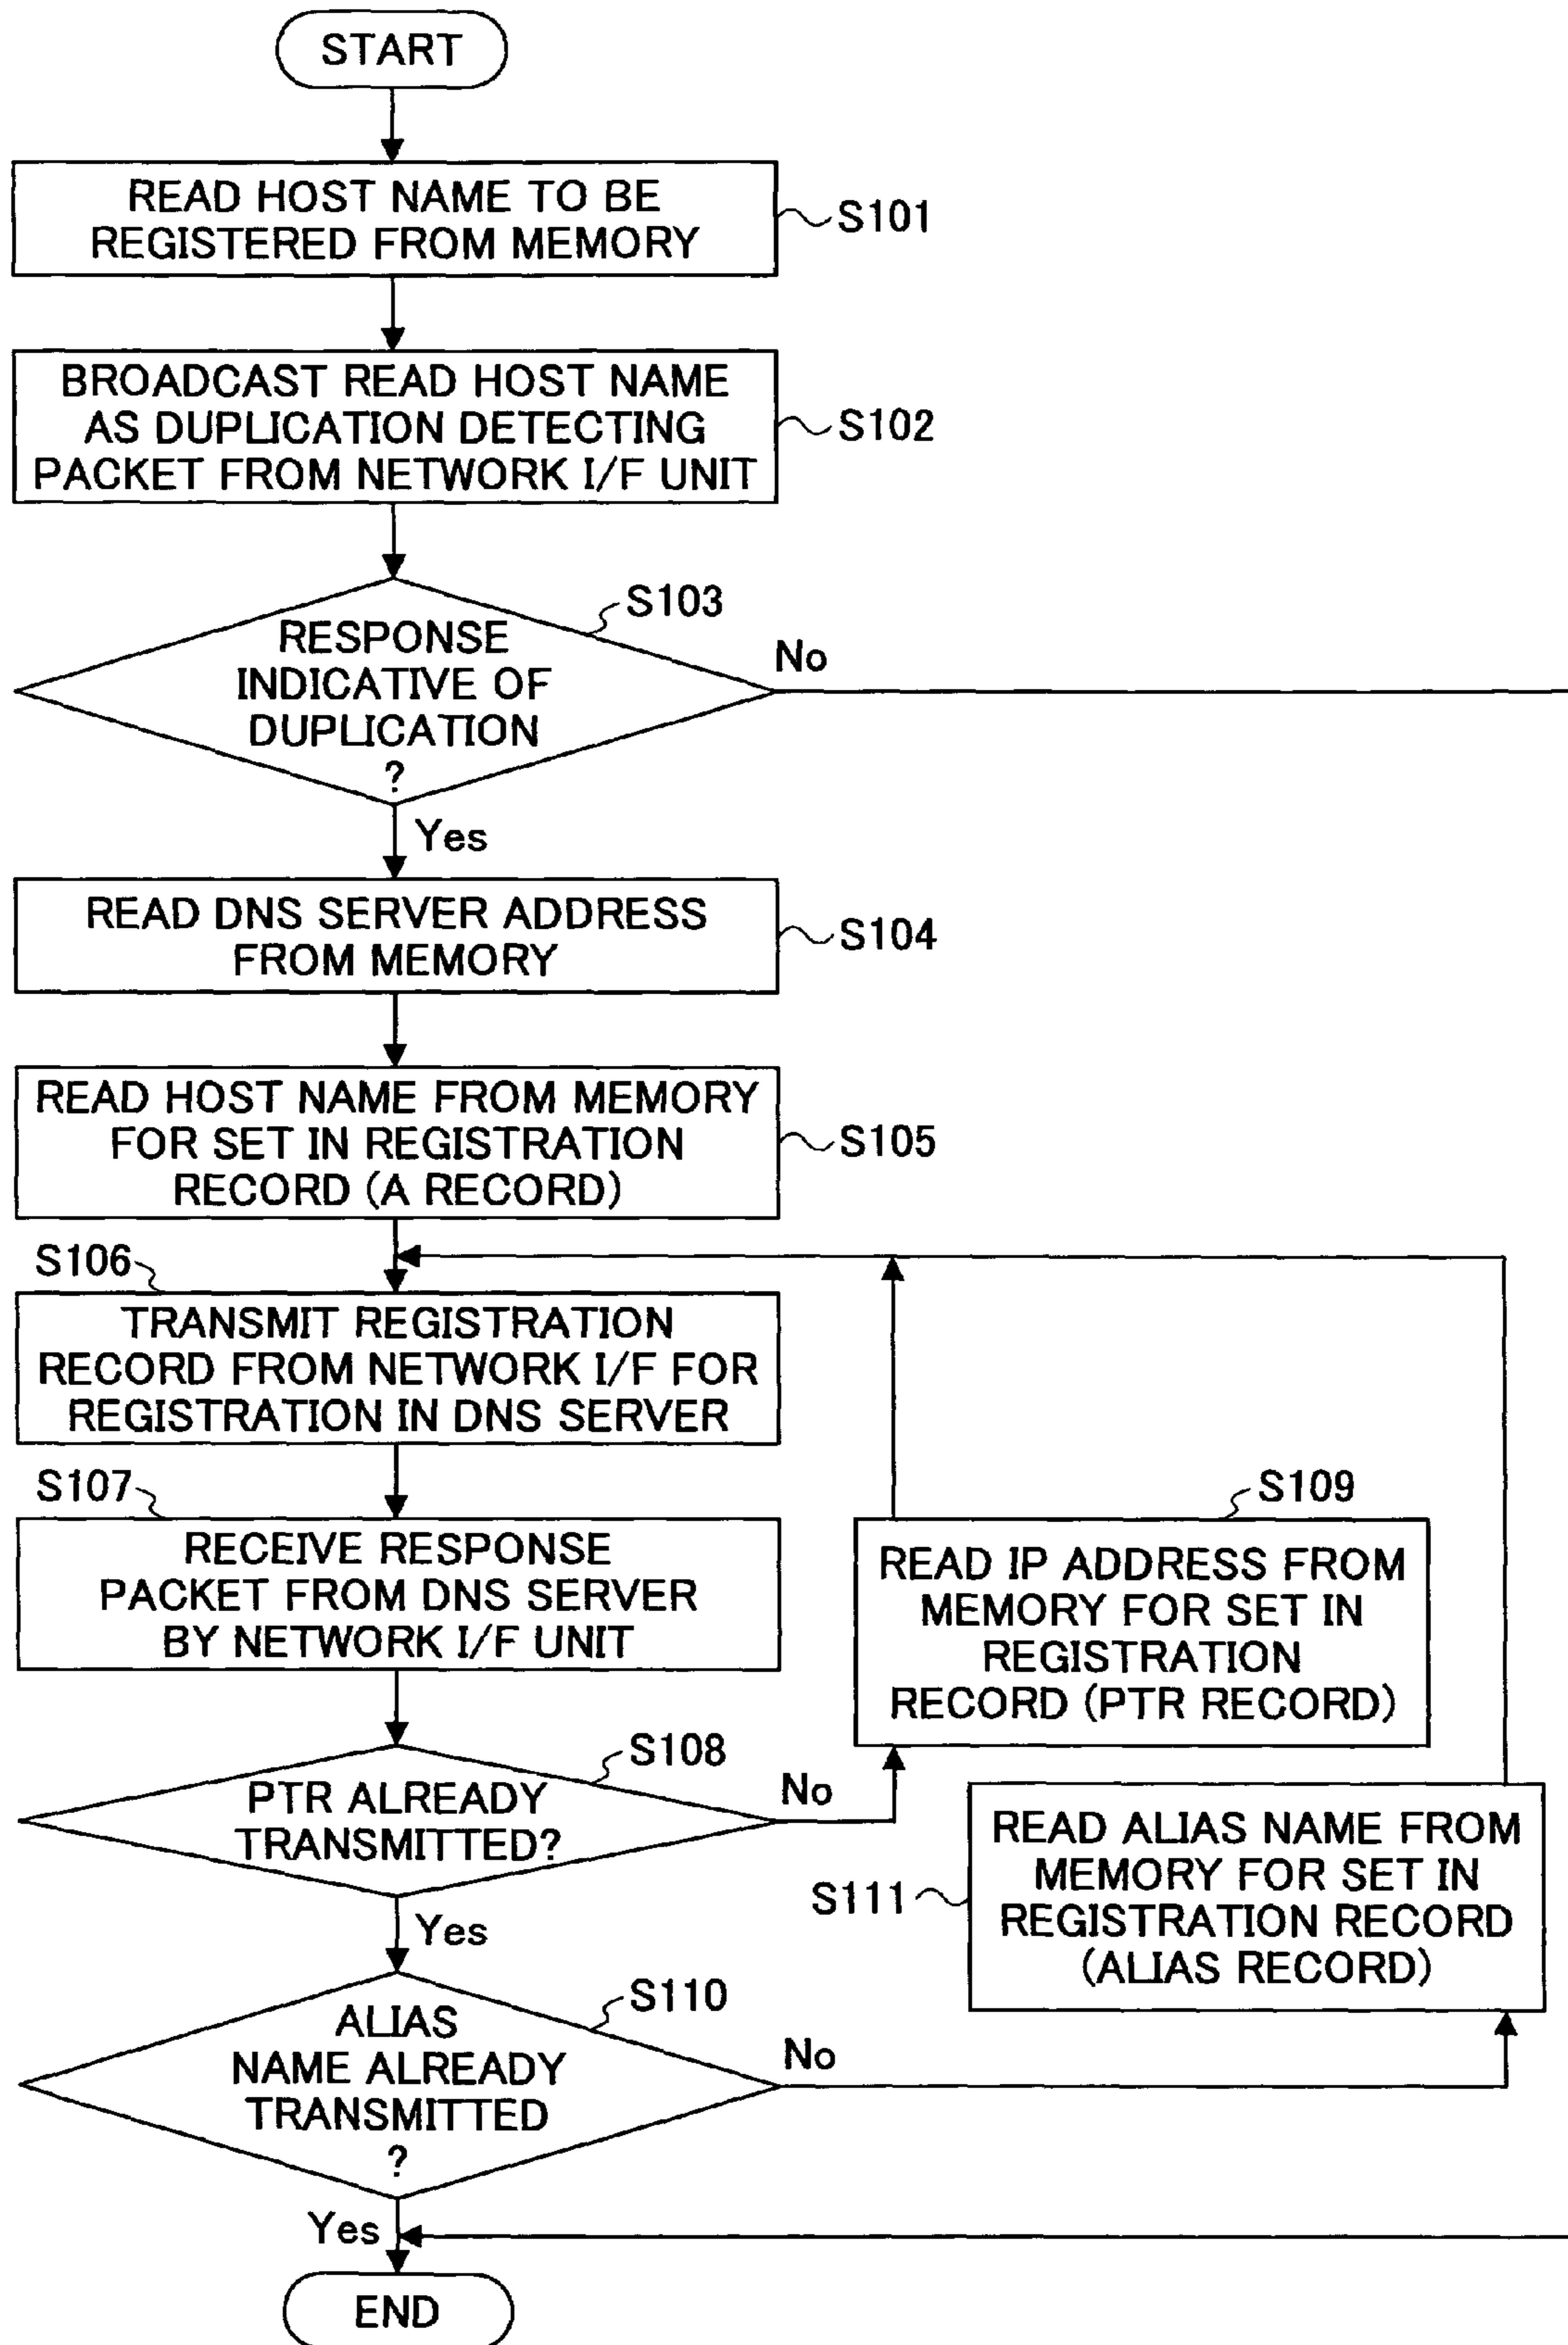 START
READ HOST NAME TO BE
REGISTERED FROM MEMORY
S101
BROADCAST READ HOST NAME
AS DUPLICATION DETECTING
PACKET FROM NETWORK I/F UNIT
S102
S103
RESPONSE
INDICATIVE OF
DUPLICATION
?
No
Yes
READ DNS SERVER ADDRESS
FROM MEMORY
S104
READ HOST NAME FROM MEMORY
FOR SET IN REGISTRATION
RECORD (A RECORD)
S105
S106
TRANSMIT REGISTRATION
RECORD FROM NETWORK I/F FOR
REGISTRATION IN DNS SERVER
S107
RECEIVE RESPONSE
PACKET FROM DNS SERVER
BY NETWORK I/F UNIT
S109
READ IP ADDRESS FROM
MEMORY FOR SET IN
REGISTRATION
RECORD (PTR RECORD)
S108
PTR ALREADY
TRANSMITTED?
No
Yes
S111
READ ALIAS NAME FROM
MEMORY FOR SET IN
REGISTRATION RECORD
(ALIAS RECORD)
S110
ALIAS
NAME ALREADY
TRANSMITTED
?
No
Yes
END